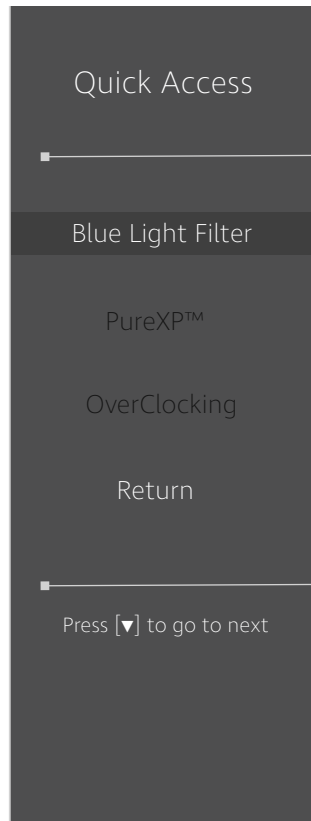 Quick Access
Blue Light Filter
PureXP™
OverClocking
Return
Press [▼] to go to next